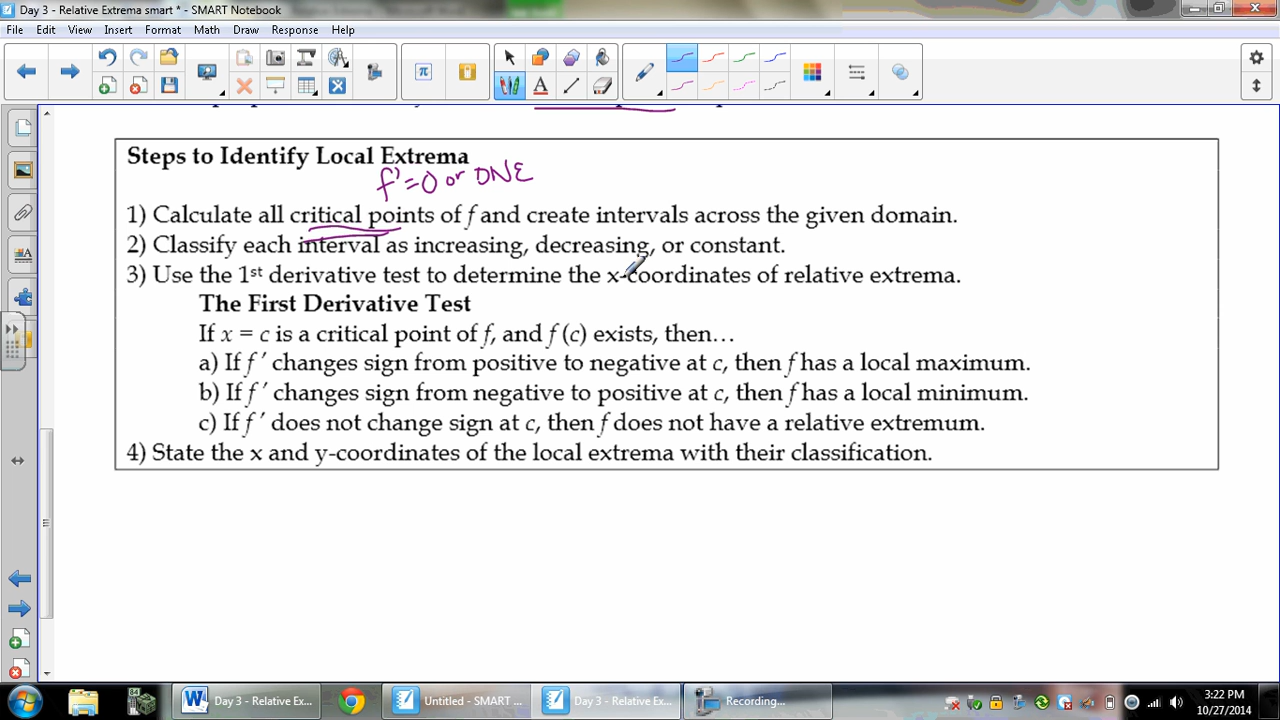 Day 3 - Relative Extrema smart * - SMART Notebook
File Edit View Insert Format Math Draw Response Help
Steps to Identify Local Extrema
f'=0 or DNE
1) Calculate all critical points of f and create intervals across the given domain.
2) Classify each interval as increasing, decreasing, or constant.
3) Use the 1st derivative test to determine the x-coordinates of relative extrema.
The First Derivative Test
If x = c is a critical point of f, and f (c) exists, then…
a) If f ' changes sign from positive to negative at c, then f has a local maximum.
b) If f ' changes sign from negative to positive at c, then f has a local minimum.
c) If f ' does not change sign at c, then f does not have a relative extremum.
4) State the x and y-coordinates of the local extrema with their classification.
Day 3 - Relative Ex... Untitled - SMART ... Day 3 - Relative Ex... Recording...
3:22 PM
10/27/2014